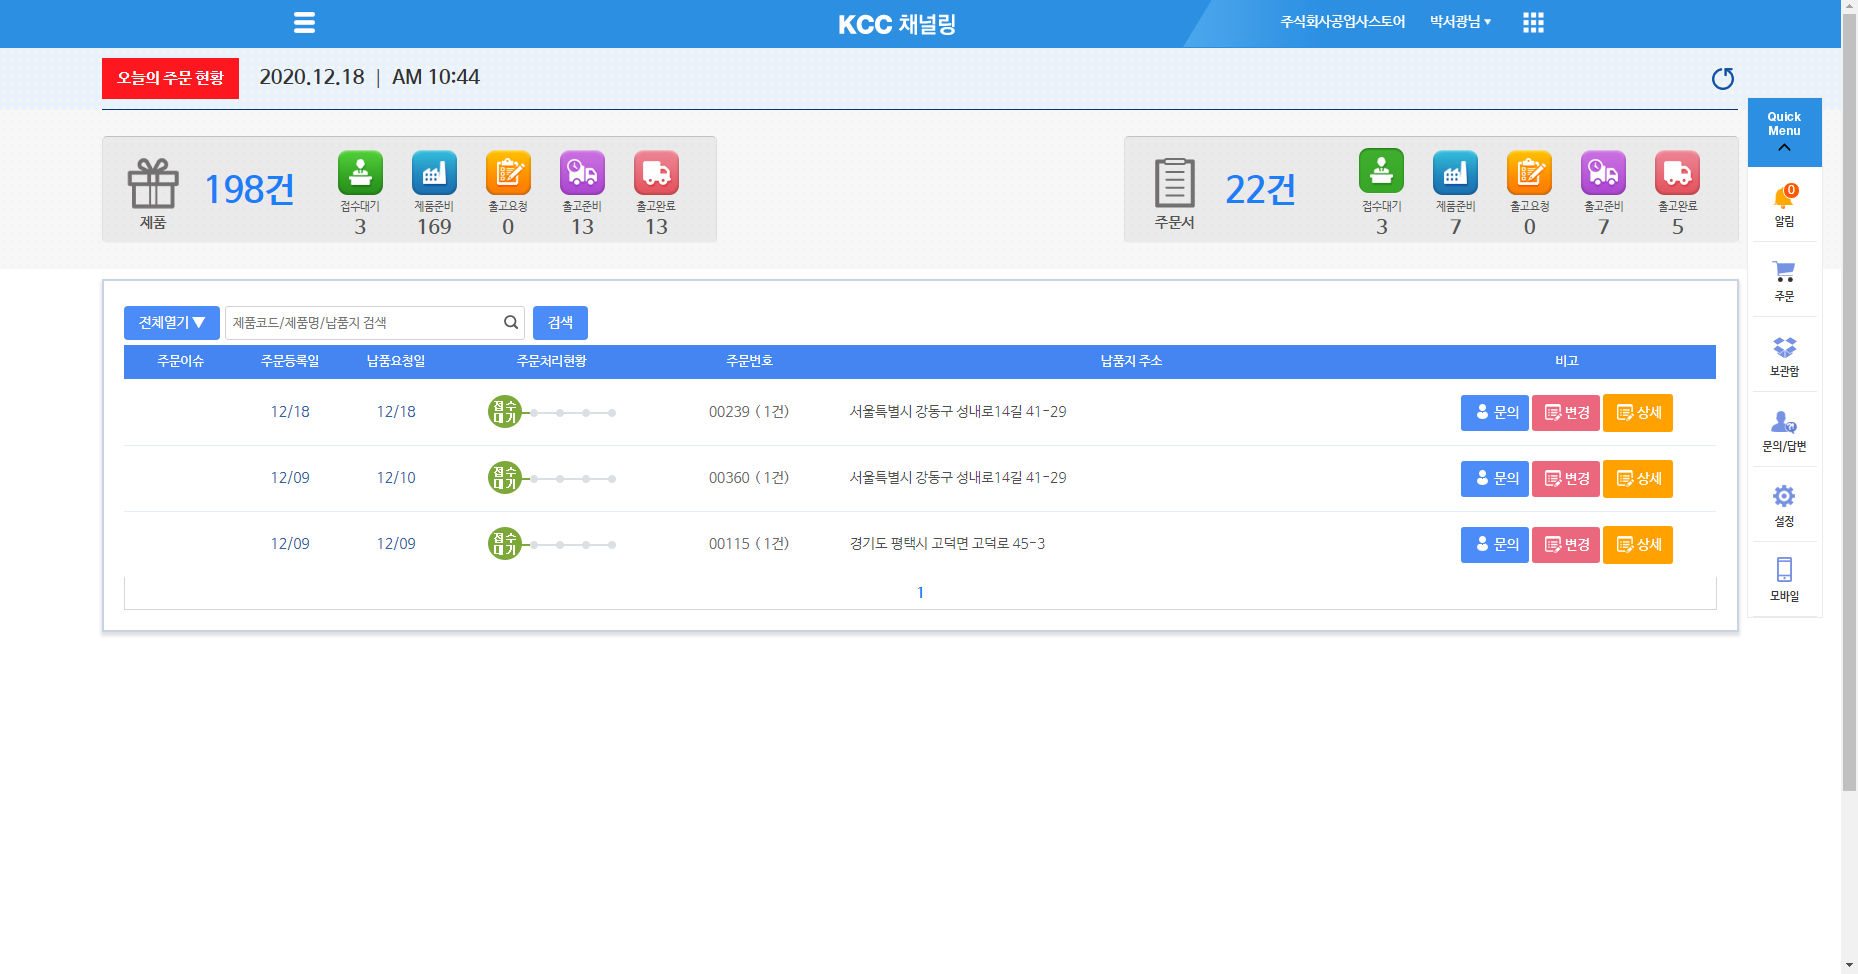 KCC 채널링
주식회사공업사스토어 박서광님 ▾
오늘의 주문 현황 2020.12.18 | AM 10:44
Quick
Menu
제품 198건
접수대기 제품준비 출고요청 출고준비 출고완료
3 169 0 13 13
주문서 22건
접수대기 제품준비 출고요청 출고준비 출고완료
3 7 0 7 5
0
알림
주문
보관함
문의/답변
설정
모바일
전체열기▼ 제품코드/제품명/납품지 검색 검색
주문이슈 주문등록일 납품요청일 주문처리현황 주문번호 납품지 주소 비고
12/18 12/18 접수대기 00239 ( 1건) 서울특별시 강동구 성내로14길 41-29 문의 변경 상세
12/09 12/10 접수대기 00360 ( 1건) 서울특별시 강동구 성내로14길 41-29 문의 변경 상세
12/09 12/09 접수대기 00115 ( 1건) 경기도 평택시 고덕면 고덕로 45-3 문의 변경 상세
1